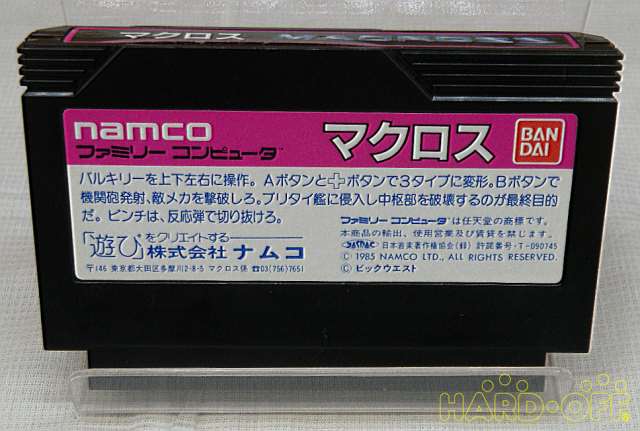 マクロス MACROSS
namco
ファミリー コンピュータ™
マクロス
BAN
DAI
バルキリーを上下左右に操作。Aボタンと✚ボタンで3タイプに変形。Bボタンで
機関砲発射、敵メカを撃破しろ。ブリタイ艦に侵入し中枢部を破壊するのが最終目的
だ。ピンチは、反応弾で切り抜けろ。
「遊び」をクリエイトする
株式会社 ナムコ
〒146 東京都大田区多摩川2-8-5 マクロス係 ☎03(756)7651
ファミリー コンピュータ™は任天堂の商標です。
本商品の輸出、使用営業及び賃貸を禁じます。
JASRAC 日本音楽著作権協会(録) 許諾番号・T-090745
© 1985 NAMCO LTD., ALL RIGHTS RESERVED.
© ビックウエスト
HARD・OFF